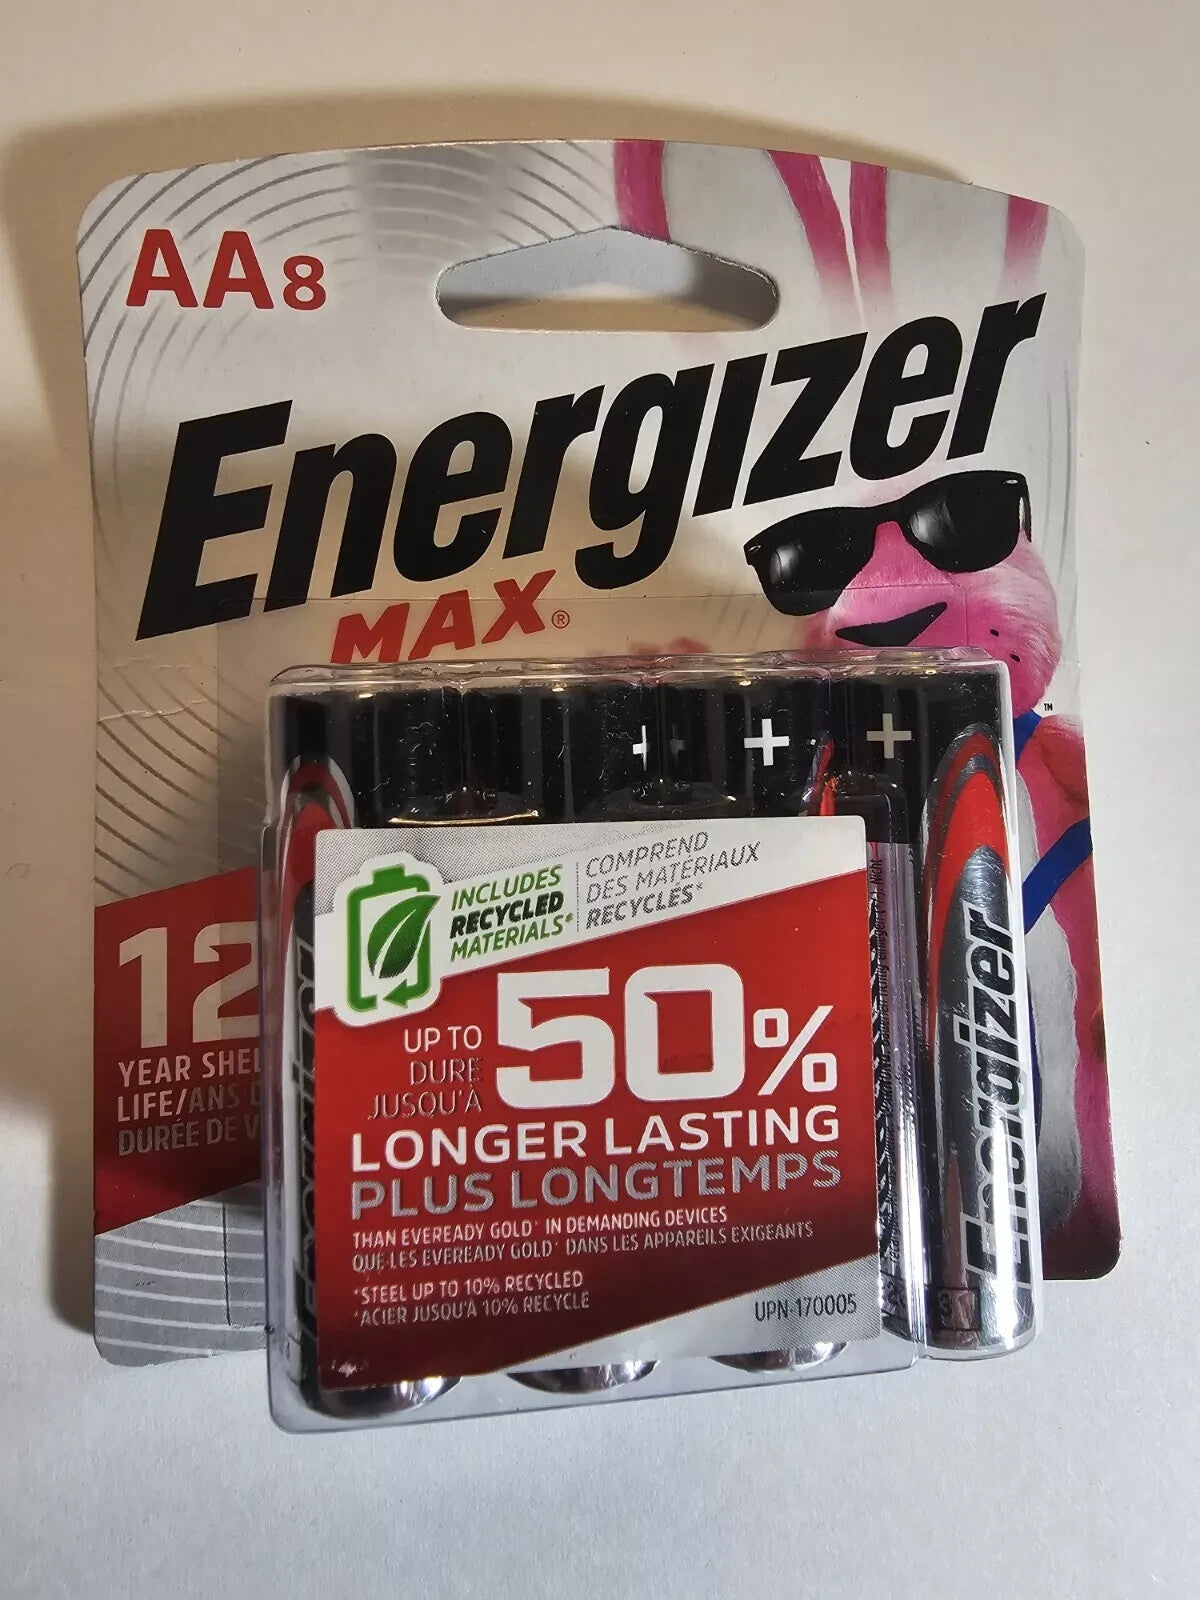 AA8
Energizer
MAX®
TM
12
YEAR SHEL
LIFE/ANS D
DURÉE DE V
INCLUDES
RECYCLED
MATERIALS*
COMPREND
DES MATÉRIAUX
RECYCLÉS*
UP TO
DURE
JUSQU'À
50%
LONGER LASTING
PLUS LONGTEMPS
THAN EVEREADY GOLD® IN DEMANDING DEVICES
QUE LES EVEREADY GOLD® DANS LES APPAREILS EXIGEANTS
*STEEL UP TO 10% RECYCLED
*ACIER JUSQU'À 10% RECYCLE
UPN-170005
+
+
+
Energizer